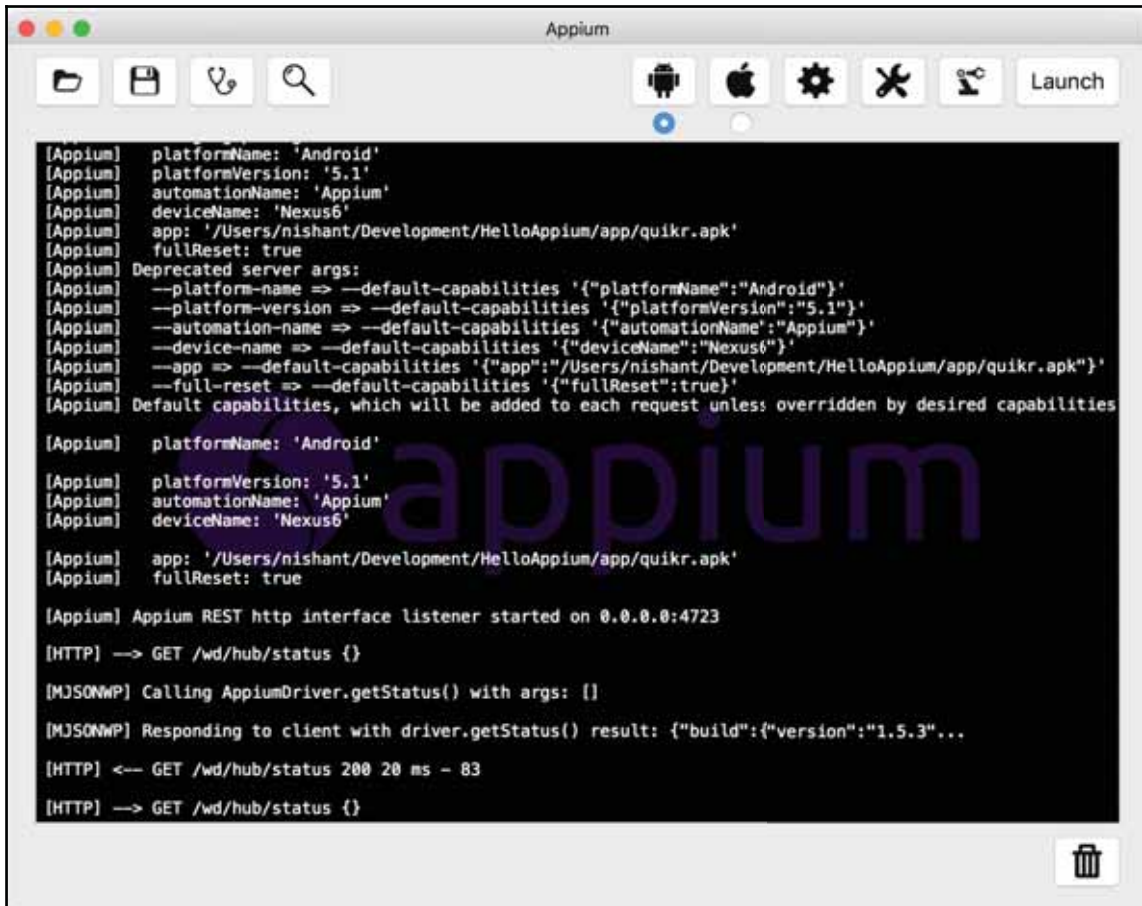 Appium
Launch
[Appium] platformName: 'Android'
[Appium] platformVersion: '5.1'
[Appium] automationName: 'Appium'
[Appium] deviceName: 'Nexus6'
[Appium] app: '/Users/nishant/Development/HelloAppium/app/quikr.apk'
[Appium] fullReset: true
[Appium] Deprecated server args:
[Appium] --platform-name => --default-capabilities '{"platformName":"Android"}'
[Appium] --platform-version => --default-capabilities '{"platformVersion":"5.1"}'
[Appium] --automation-name => --default-capabilities '{"automationName":"Appium"}'
[Appium] --device-name => --default-capabilities '{"deviceName":"Nexus6"}'
[Appium] --app => --default-capabilities '{"app":"/Users/nishant/Development/HelloAppium/app/quikr.apk"}'
[Appium] --full-reset => --default-capabilities '{"fullReset":true}'
[Appium] Default capabilities, which will be added to each request unless overridden by desired capabilities
[Appium] platformName: 'Android'
[Appium] platformVersion: '5.1'
[Appium] automationName: 'Appium'
[Appium] deviceName: 'Nexus6'
appium
[Appium] app: '/Users/nishant/Development/HelloAppium/app/quikr.apk'
[Appium] fullReset: true
[Appium] Appium REST http interface listener started on 0.0.0.0:4723
[HTTP] --> GET /wd/hub/status {}
[MJSONWP] Calling AppiumDriver.getStatus() with args: []
[MJSONWP] Responding to client with driver.getStatus() result: {"build":{"version":"1.5.3"...
[HTTP] <-- GET /wd/hub/status 200 20 ms - 83
[HTTP] --> GET /wd/hub/status {}